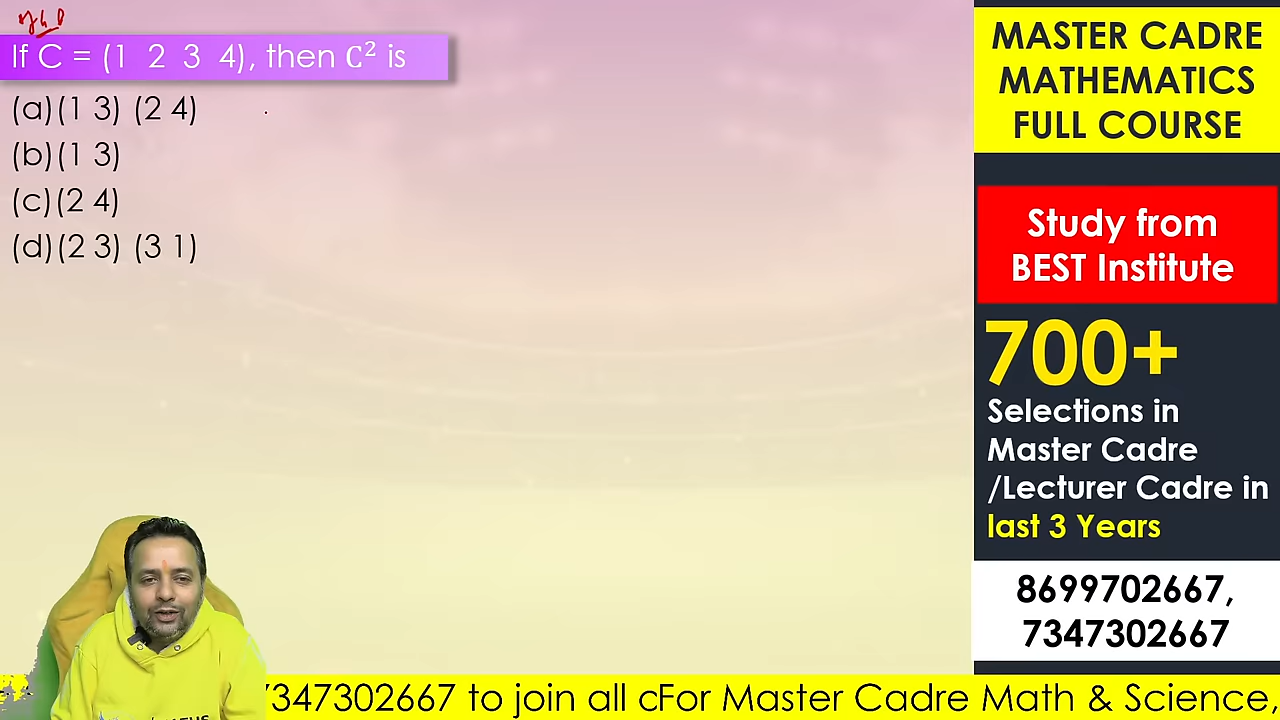 If C = (1 2 3 4), then C² is
(a)(1 3) (2 4)
(b)(1 3)
(c)(2 4)
(d)(2 3) (3 1)
MASTER CADRE
MATHEMATICS
FULL COURSE
Study from
BEST Institute
700+
Selections in
Master Cadre
/Lecturer Cadre in
last 3 Years
8699702667,
7347302667
7347302667 to join all cFor Master Cadre Math & Science,